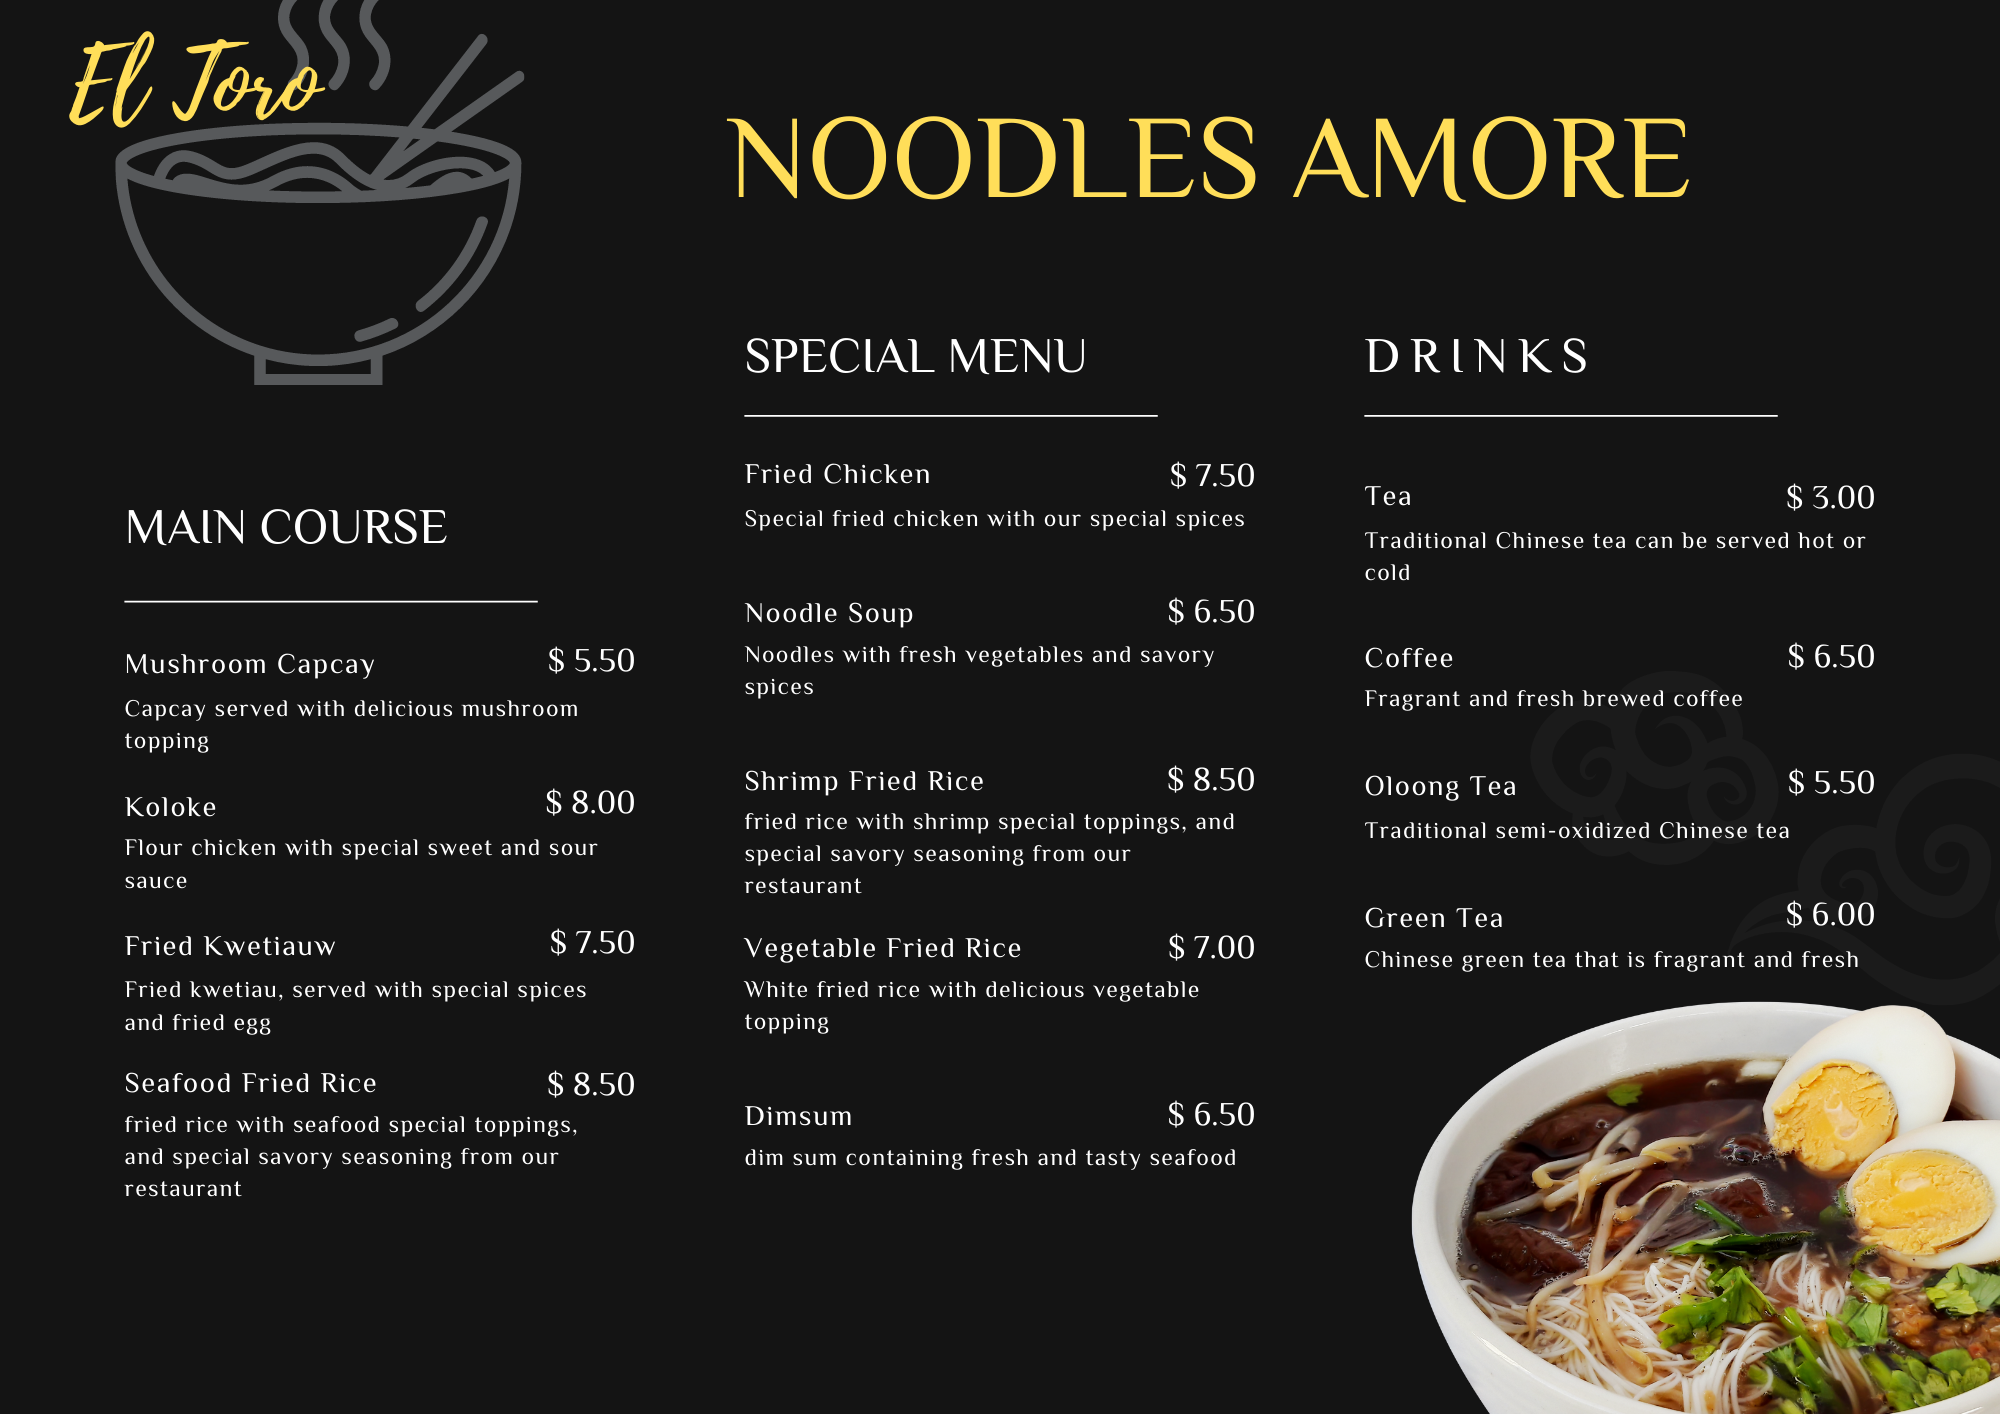 El Toro
NOODLES AMORE
MAIN COURSE
Mushroom Capcay $ 5.50
Capcay served with delicious mushroom
topping
Koloke $ 8.00
Flour chicken with special sweet and sour
sauce
Fried Kwetiauw $ 7.50
Fried kwetiau, served with special spices
and fried egg
Seafood Fried Rice $ 8.50
fried rice with seafood special toppings,
and special savory seasoning from our
restaurant
SPECIAL MENU
Fried Chicken $ 7.50
Special fried chicken with our special spices
Noodle Soup $ 6.50
Noodles with fresh vegetables and savory
spices
Shrimp Fried Rice $ 8.50
fried rice with shrimp special toppings, and
special savory seasoning from our
restaurant
Vegetable Fried Rice $ 7.00
White fried rice with delicious vegetable
topping
Dimsum $ 6.50
dim sum containing fresh and tasty seafood
DRINKS
Tea $ 3.00
Traditional Chinese tea can be served hot or
cold
Coffee $ 6.50
Fragrant and fresh brewed coffee
Oloong Tea $ 5.50
Traditional semi-oxidized Chinese tea
Green Tea $ 6.00
Chinese green tea that is fragrant and fresh